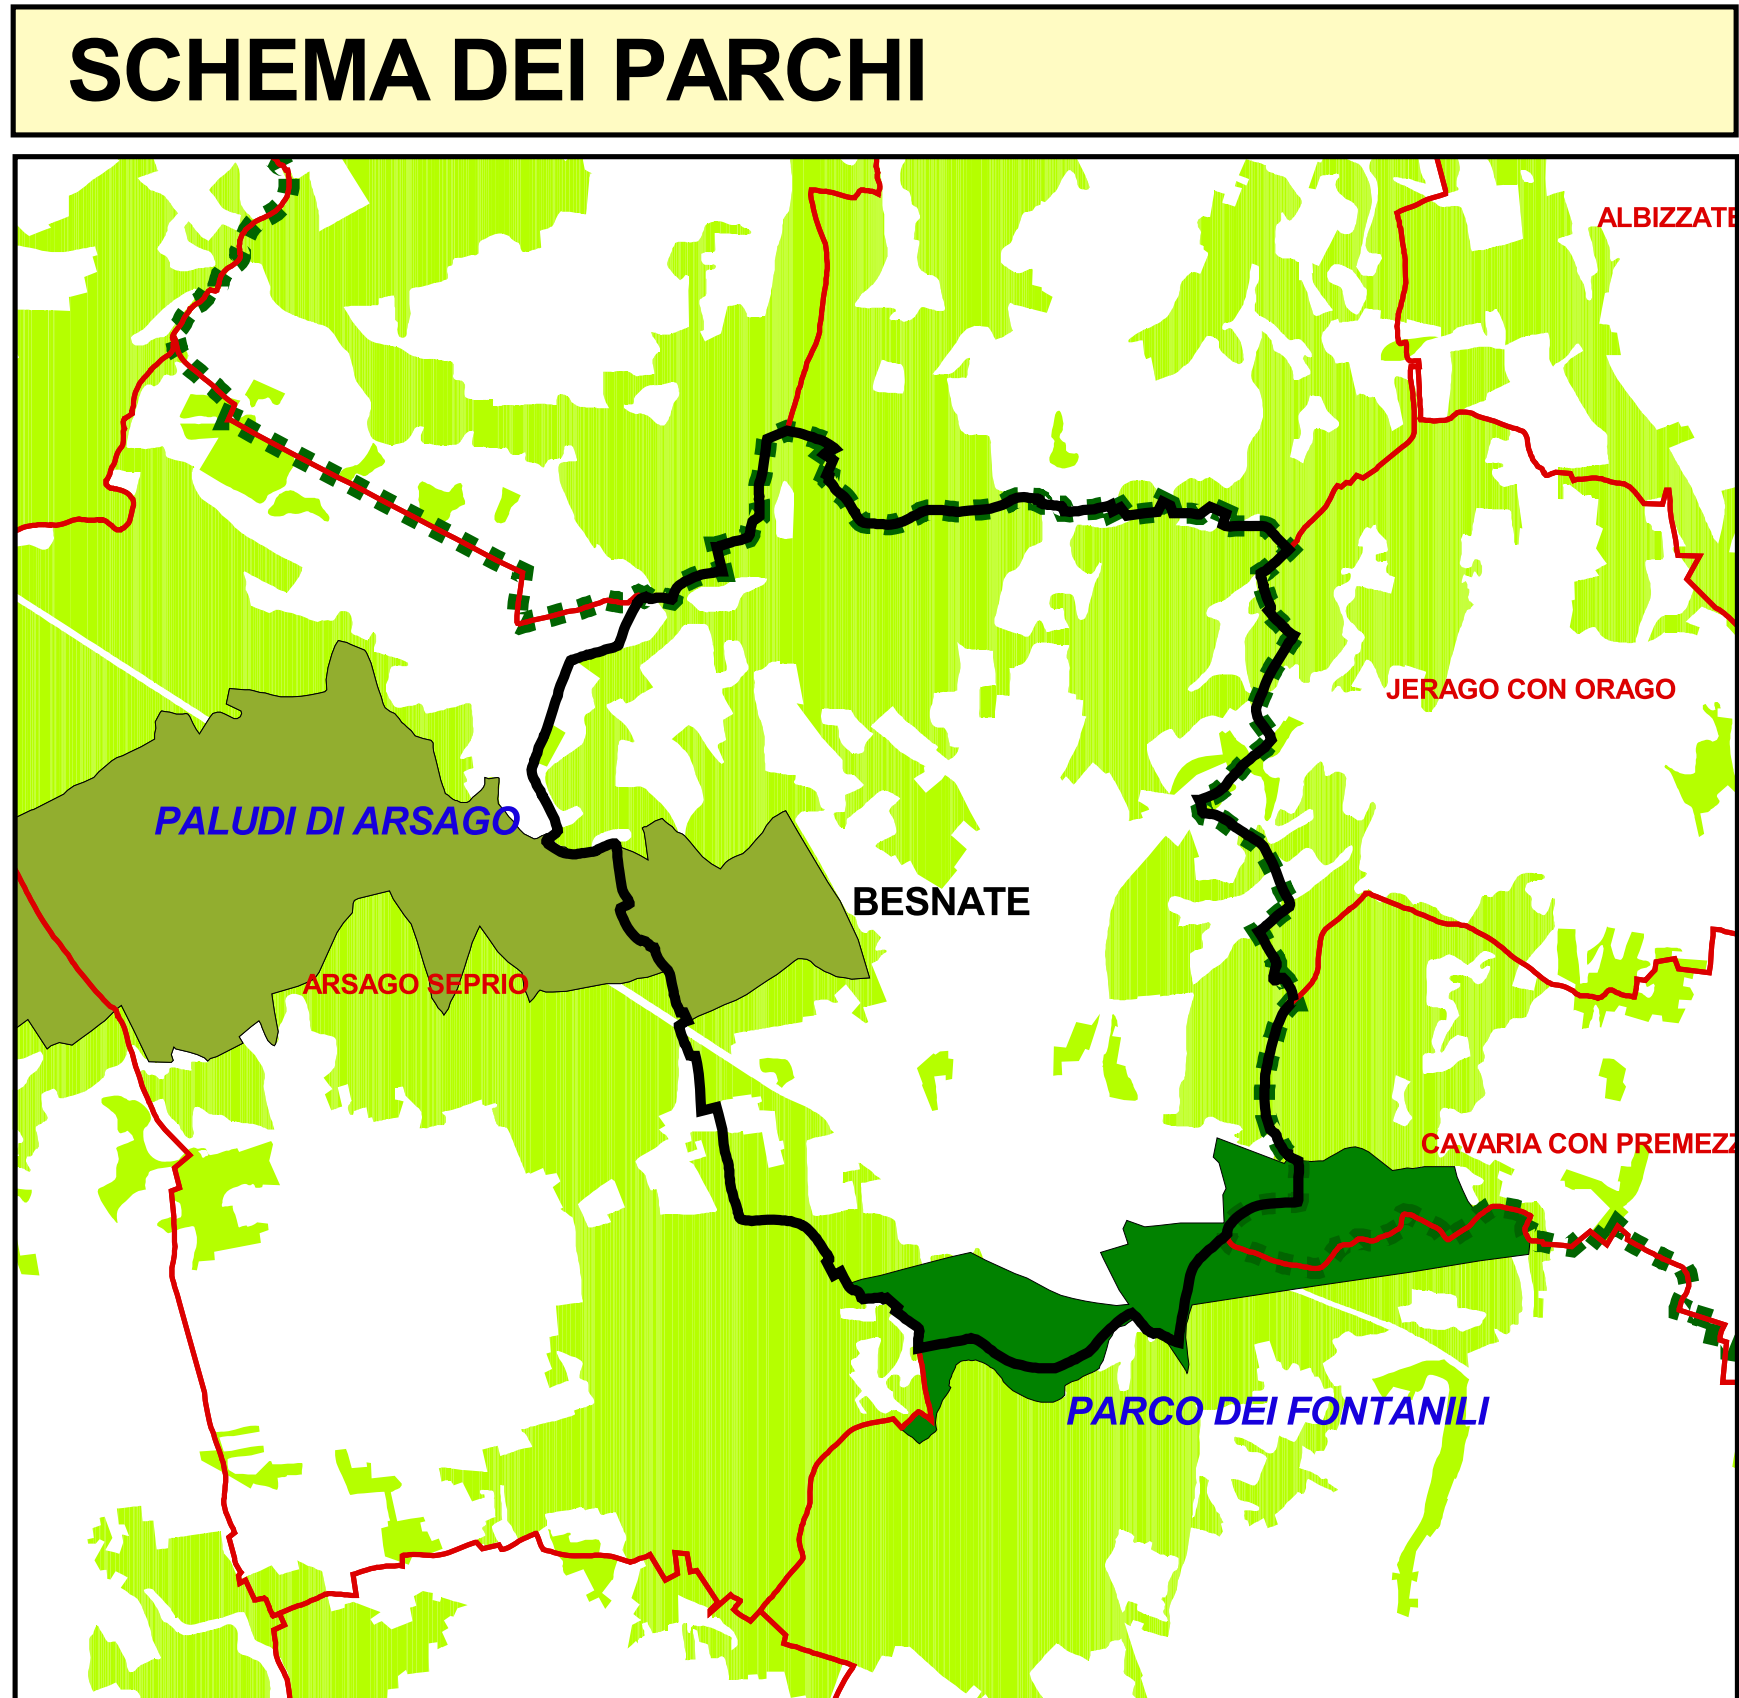 SCHEMA DEI PARCHI
ALBIZZATE
JERAGO CON ORAGO
PALUDI DI ARSAGO
BESNATE
ARSAGO SEPRIO
CAVARIA CON PREMEZZ
PARCO DEI FONTANILI